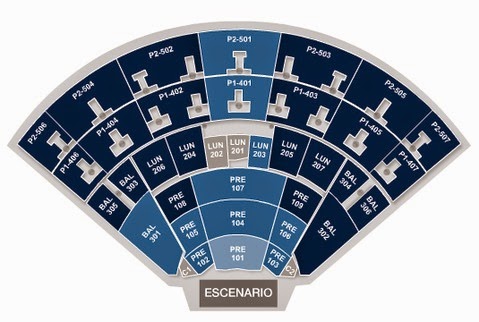 P2-501
P2-502
P2-503
P2-504
P2-505
P2-506
P2-507
P1-401
P1-402
P1-403
P1-404
P1-405
P1-406
P1-407
LUN
206
LUN
204
LUN
202
LUN
201
LUN
203
LUN
205
LUN
207
BAL
305
BAL
303
BAL
304
BAL
306
BAL
301
BAL
302
PRE
108
PRE
107
PRE
109
PRE
105
PRE
104
PRE
106
PRE
102
PRE
101
PRE
103
C1
C2
ESCENARIO